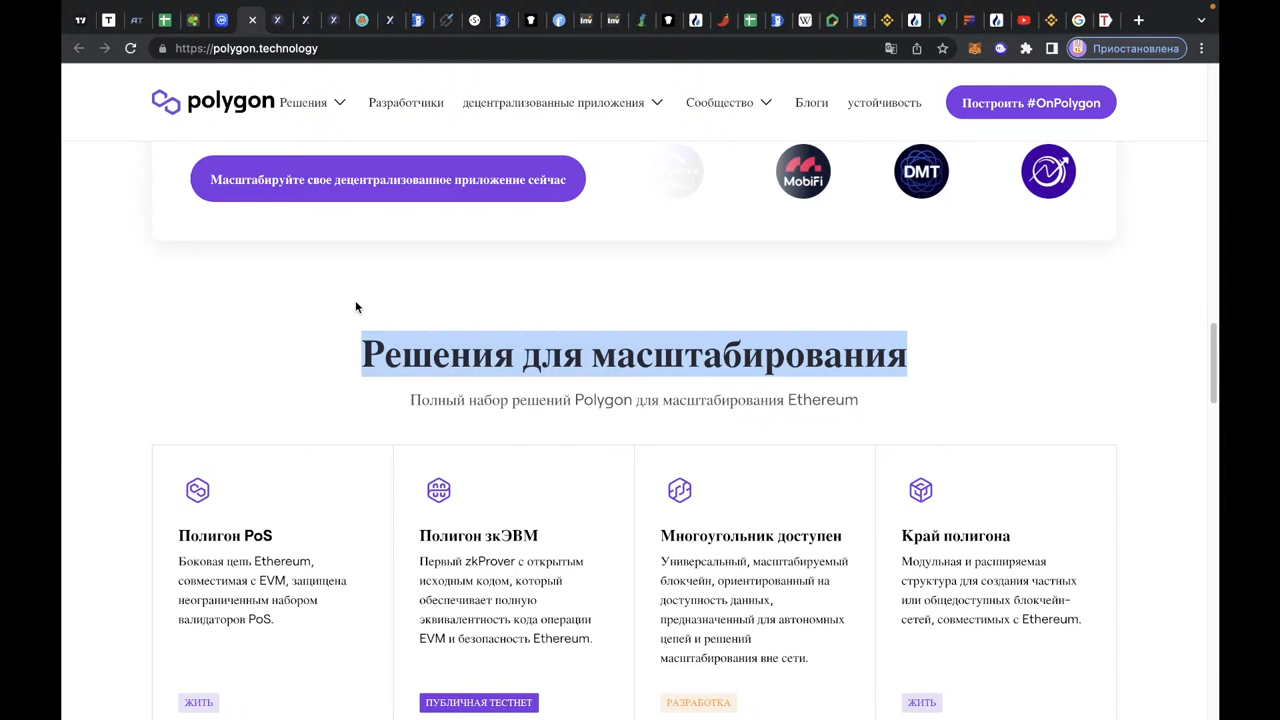 https://polygon.technology
Приостановлена
polygon Решения Разработчики децентрализованные приложения Сообщество Блоги устойчивость Построить #OnPolygon
Масштабируйте свое децентрализованное приложение сейчас
MobiFi
DMT
Решения для масштабирования
Полный набор решений Polygon для масштабирования Ethereum
Полигон PoS
Боковая цепь Ethereum,
совместимая с EVM, защищена
неограниченным набором
валидаторов PoS.
ЖИТЬ
Полигон зкЭВМ
Первый zkProver с открытым
исходным кодом, который
обеспечивает полную
эквивалентность кода операции
EVM и безопасность Ethereum.
ПУБЛИЧНАЯ ТЕСТНЕТ
Многоугольник доступен
Универсальный, масштабируемый
блокчейн, ориентированный на
доступность данных,
предназначенный для автономных
цепей и решений
масштабирования вне сети.
РАЗРАБОТКА
Край полигона
Модульная и расширяемая
структура для создания частных
или общедоступных блокчейн-
сетей, совместимых с Ethereum.
ЖИТЬ